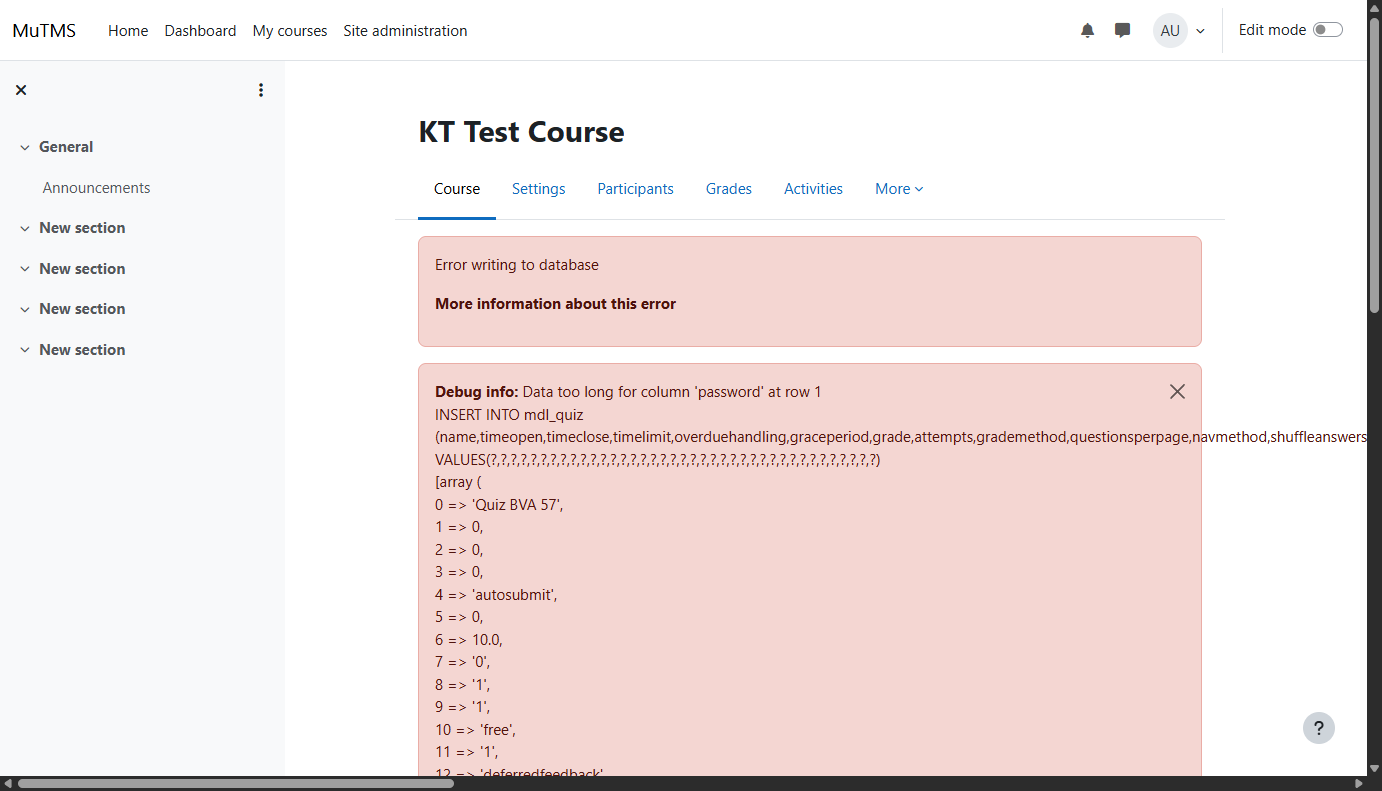 MuTMS Home Dashboard My courses Site administration AU Edit mode
General
Announcements
New section
New section
New section
New section
KT Test Course
Course Settings Participants Grades Activities More
Error writing to database
More information about this error
Debug info: Data too long for column 'password' at row 1
INSERT INTO mdl_quiz
(name,timeopen,timeclose,timelimit,overduehandling,graceperiod,grade,attempts,grademethod,questionsperpage,navmethod,shuffleanswers
VALUES(?,?,?,?,?,?,?,?,?,?,?,?,?,?,?,?,?,?,?,?,?,?,?,?,?,?,?,?,?,?,?,?,?,?,?,?,?,?,?)
[array (
0 => 'Quiz BVA 57',
1 => 0,
2 => 0,
3 => 0,
4 => 'autosubmit',
5 => 0,
6 => 10.0,
7 => '0',
8 => '1',
9 => '1',
10 => 'free',
11 => '1',
12 => 'deferredfeedback'
?